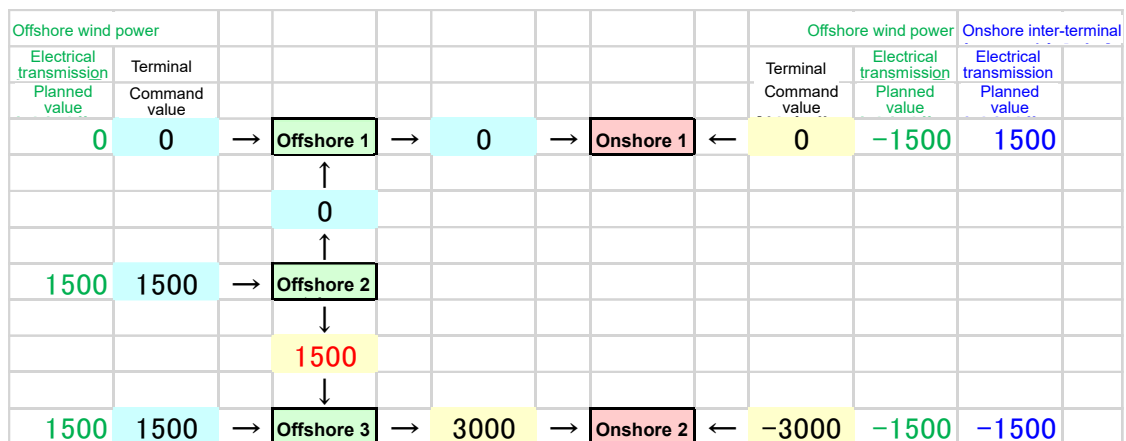 Offshore wind power Offshore wind power Onshore inter-terminal
Electrical transmission Terminal Terminal Electrical transmission Electrical transmission
Planned value Command value Command value Planned value Planned value
0 0 → Offshore 1 → 0 → Onshore 1 ← 0 -1500 1500
↑
0
↑
1500 1500 → Offshore 2
↓
1500
↓
1500 1500 → Offshore 3 → 3000 → Onshore 2 ← -3000 -1500 -1500